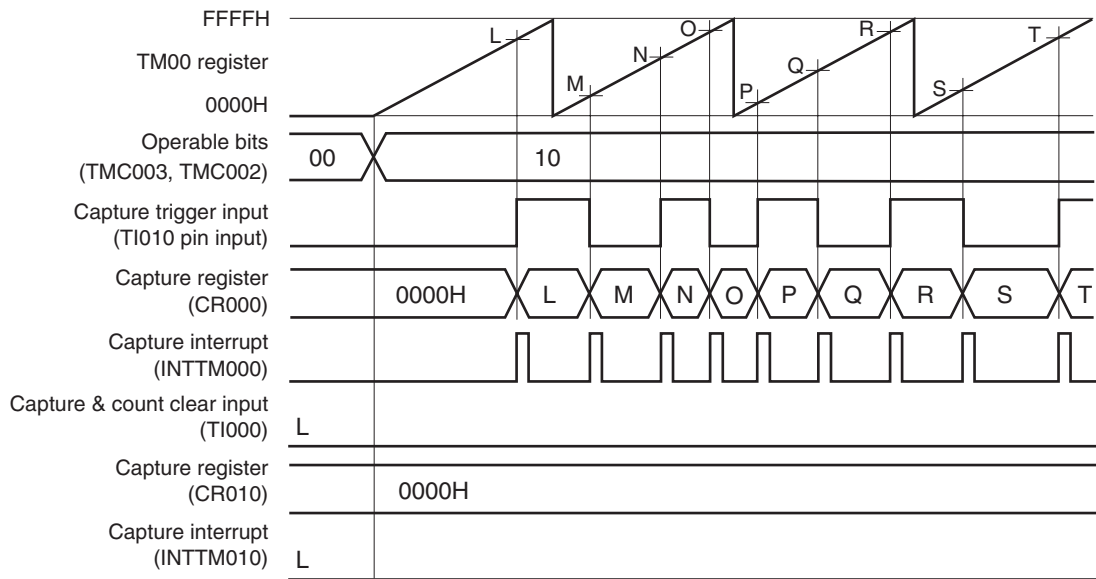 FFFFH
TM00 register
0000H
L
M
N
O
P
Q
R
S
T
Operable bits
(TMC003, TMC002)
00
10
Capture trigger input
(TI010 pin input)
Capture register
(CR000)
0000H
L
M
N
O
P
Q
R
S
T
Capture interrupt
(INTTM000)
Capture & count clear input
(TI000)
L
Capture register
(CR010)
0000H
Capture interrupt
(INTTM010)
L